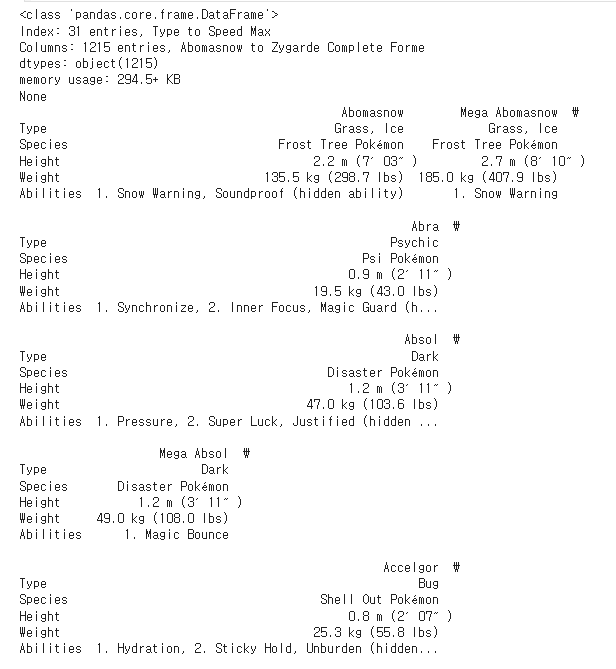 <class 'pandas.core.frame.DataFrame'>
Index: 31 entries, Type to Speed Max
Columns: 1215 entries, Abomasnow to Zygarde Complete Forme
dtypes: object(1215)
memory usage: 294.5+ KB
None
Abomasnow Mega Abomasnow ₩
Type Grass, Ice Grass, Ice
Species Frost Tree Pokémon Frost Tree Pokémon
Height 2.2 m (7′ 03″ ) 2.7 m (8′ 10″ )
Weight 135.5 kg (298.7 lbs) 185.0 kg (407.9 lbs)
Abilities 1. Snow Warning, Soundproof (hidden ability) 1. Snow Warning
Abra ₩
Type Psychic
Species Psi Pokémon
Height 0.9 m (2′ 11″ )
Weight 19.5 kg (43.0 lbs)
Abilities 1. Synchronize, 2. Inner Focus, Magic Guard (h...
Absol ₩
Type Dark
Species Disaster Pokémon
Height 1.2 m (3′ 11″ )
Weight 47.0 kg (103.6 lbs)
Abilities 1. Pressure, 2. Super Luck, Justified (hidden ...
Mega Absol ₩
Type Dark
Species Disaster Pokémon
Height 1.2 m (3′ 11″ )
Weight 49.0 kg (108.0 lbs)
Abilities 1. Magic Bounce
Accelgor ₩
Type Bug
Species Shell Out Pokémon
Height 0.8 m (2′ 07″ )
Weight 25.3 kg (55.8 lbs)
Abilities 1. Hydration, 2. Sticky Hold, Unburden (hidden...